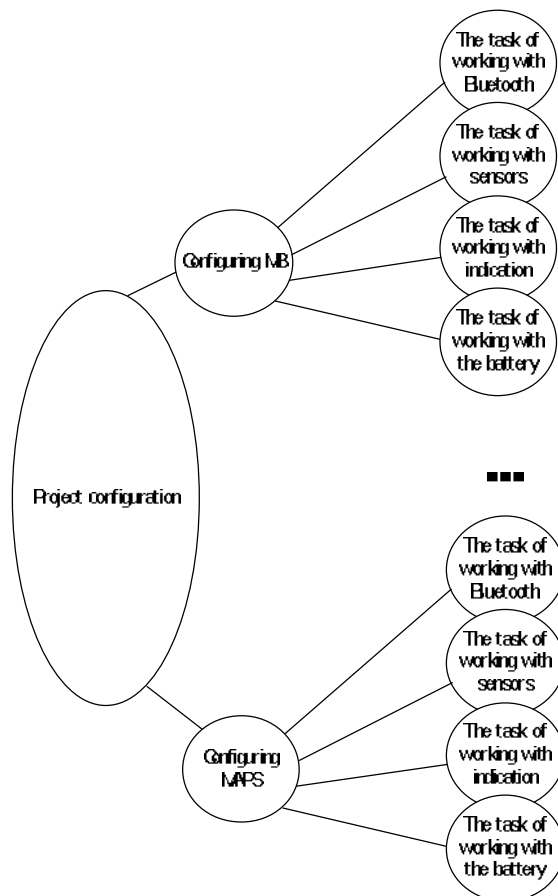 The task of
working with
Bluetooth
The task of
working with
sensors
The task of
working with
indication
The task of
working with
the battery
Configuring MB
Project configuration
...
The task of
working with
Bluetooth
The task of
working with
sensors
The task of
working with
indication
The task of
working with
the battery
Configuring
MAPS